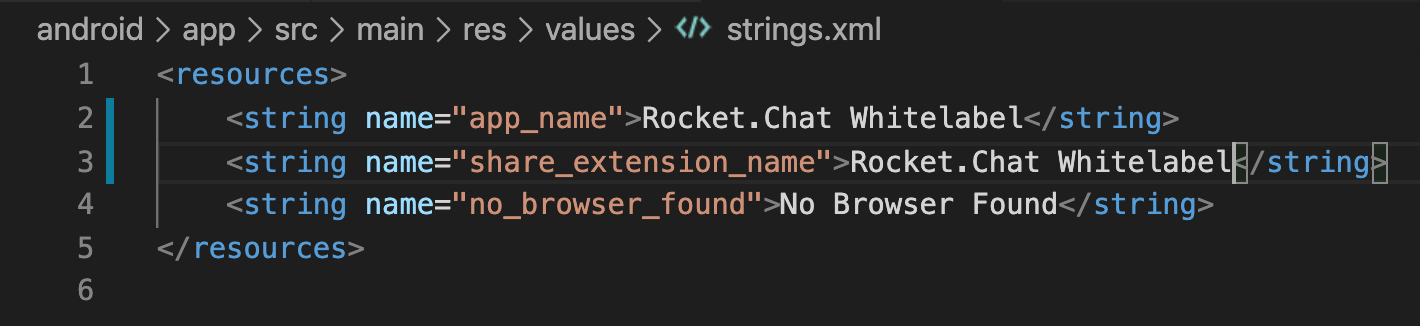 android > app > src > main > res > values > </> strings.xml
1 <resources>
2 <string name="app_name">Rocket.Chat Whitelabel</string>
3 <string name="share_extension_name">Rocket.Chat Whitelabel</string>
4 <string name="no_browser_found">No Browser Found</string>
5 </resources>
6